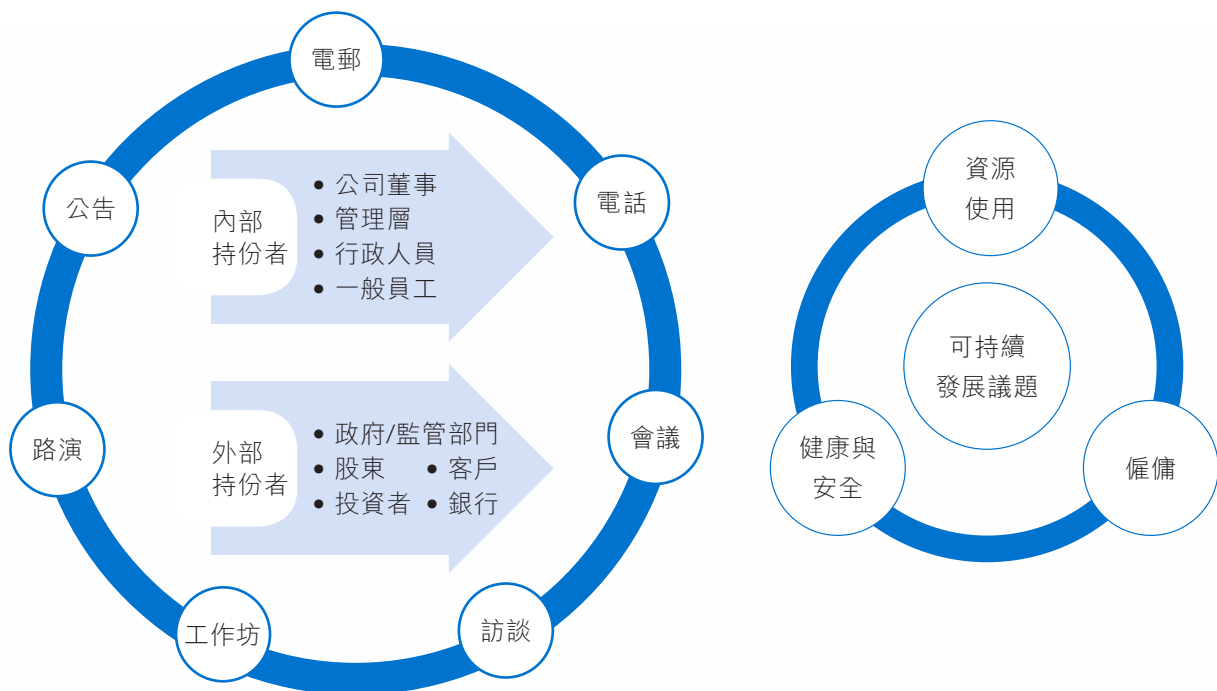 電郵
電話
會議
訪談
工作坊
路演
公告
內部
持份者
• 公司董事
• 管理層
• 行政人員
• 一般員工
外部
持份者
• 政府/監管部門
• 股東 • 客戶
• 投資者 • 銀行
資源
使用
可持續
發展議題
健康與
安全
僱傭